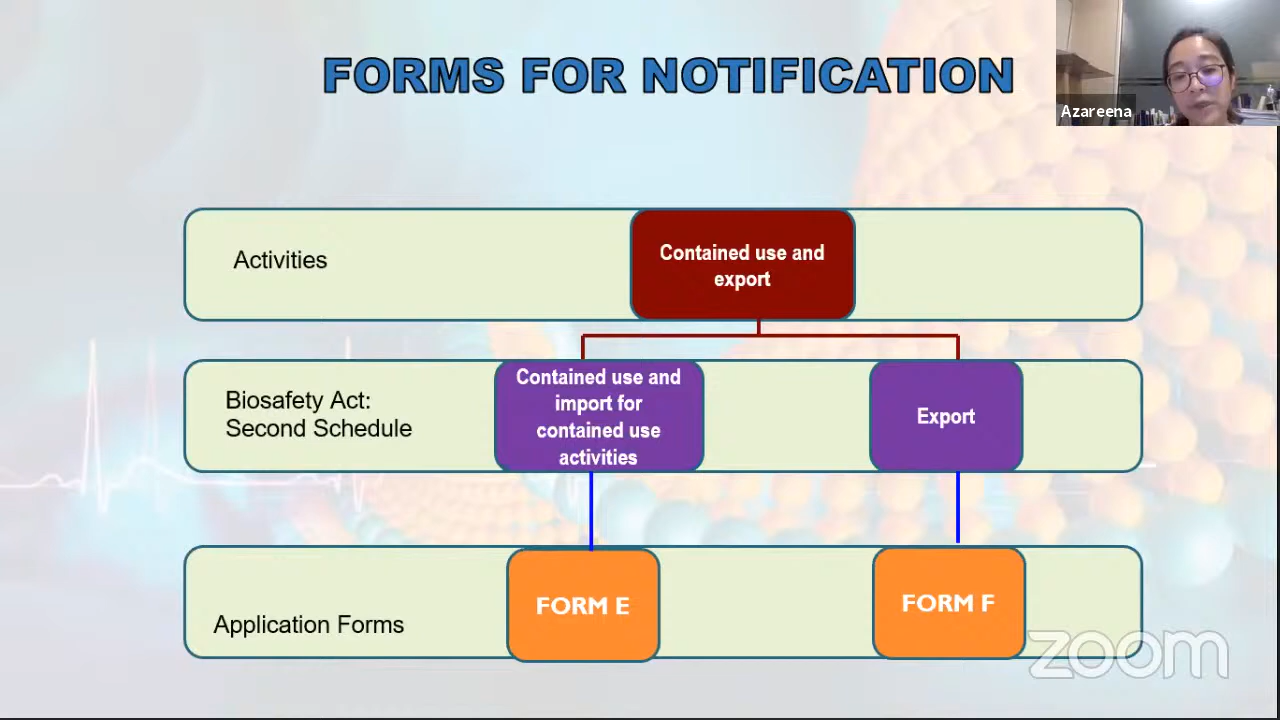 FORMS FOR NOTIFICATION
Azareena
Activities
Contained use and
export
Biosafety Act:
Second Schedule
Contained use and
import for
contained use
activities
Export
Application Forms
FORM E
FORM F
zoom